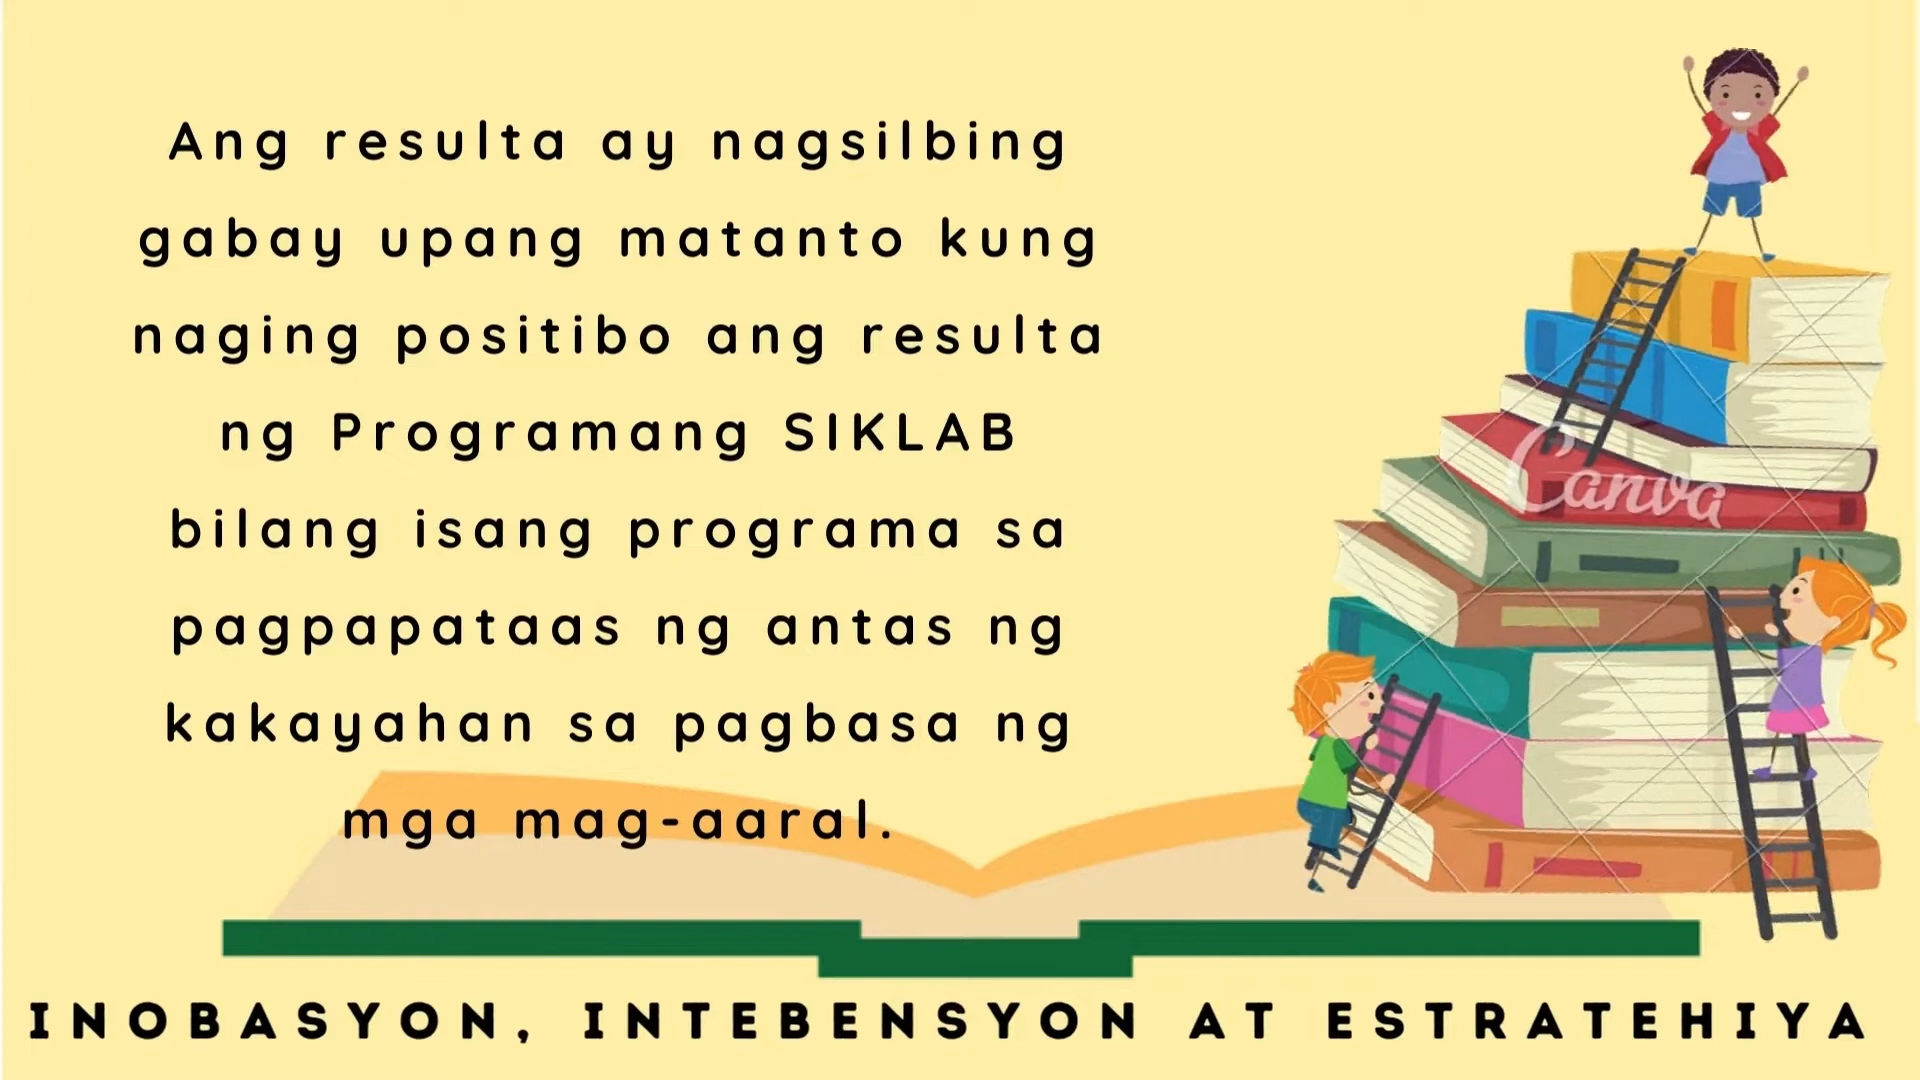 Ang resulta ay nagsilbing
gabay upang matanto kung
naging positibo ang resulta
ng Programang SIKLAB
bilang isang programa sa
pagpapataas ng antas ng
kakayahan sa pagbasa ng
mga mag-aaral.
Canva
INOBASYON, INTEBENSYON AT ESTRATEHIYA